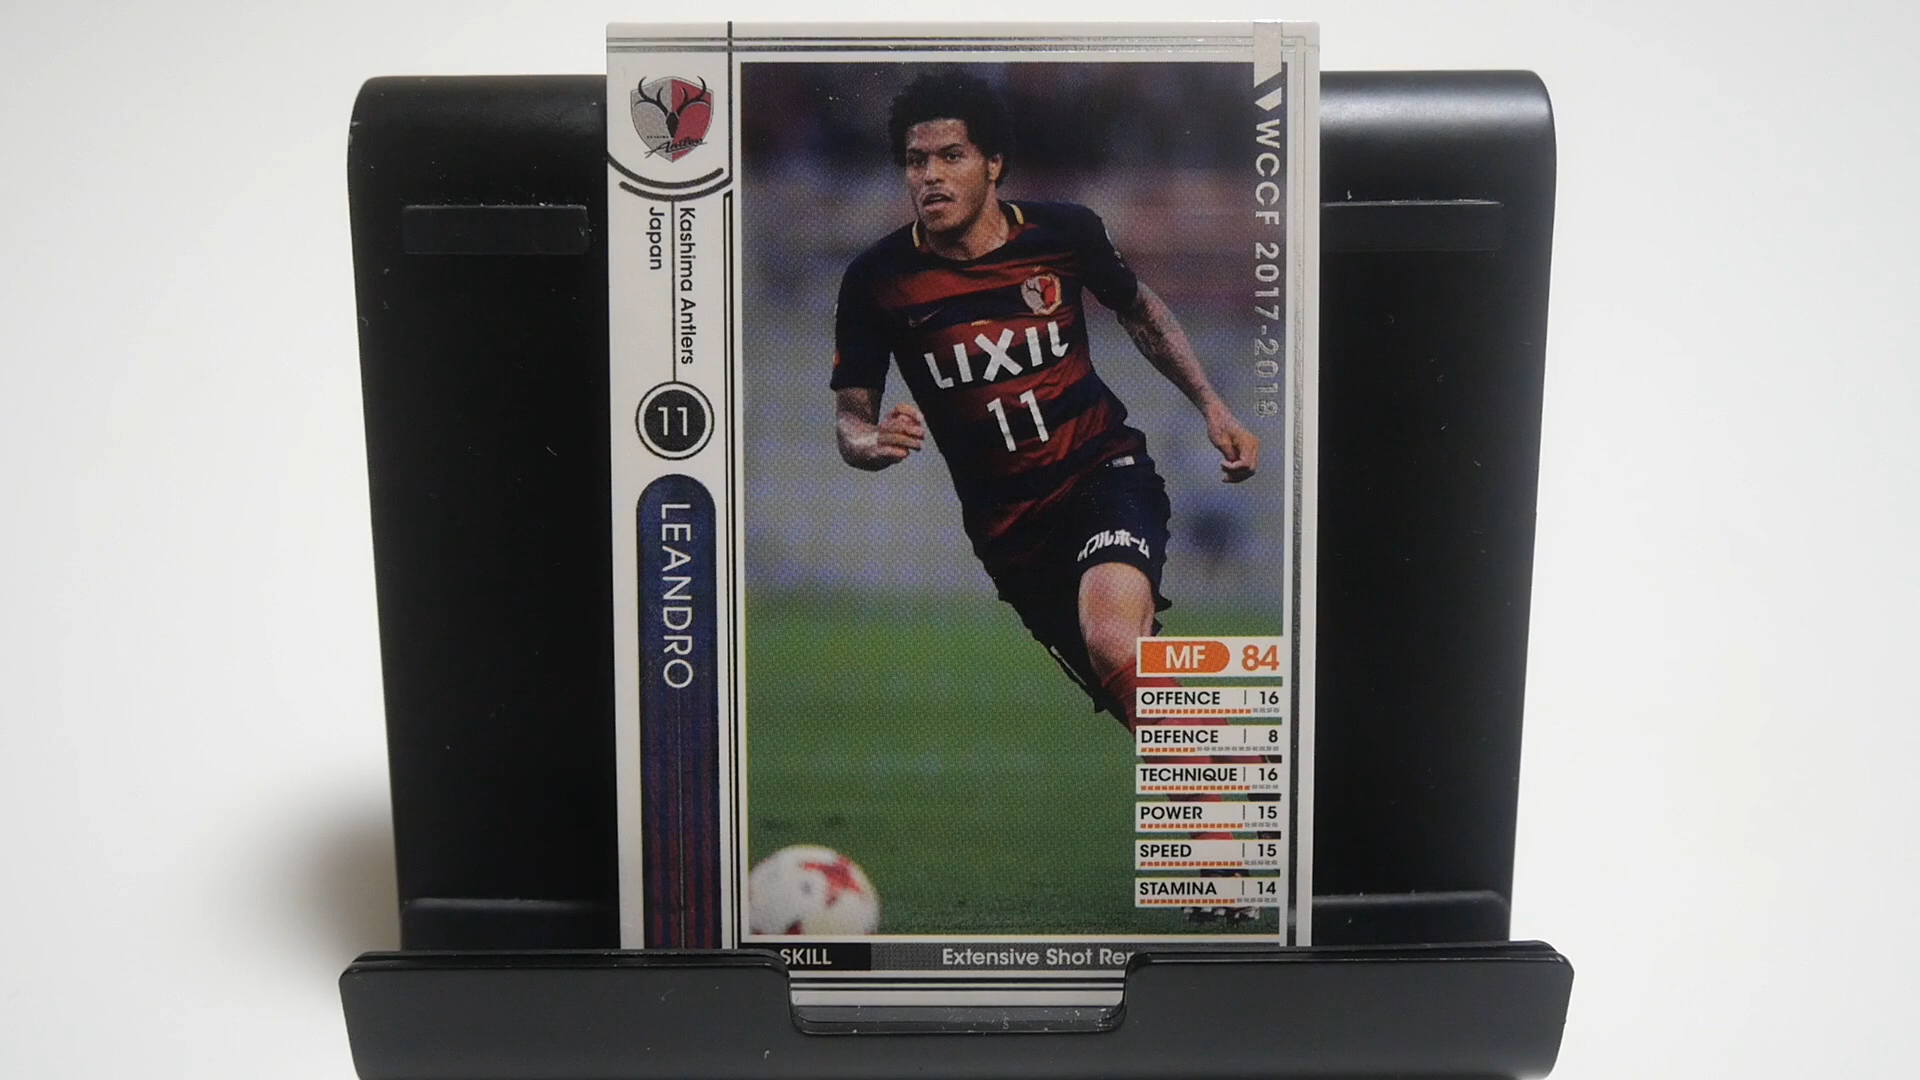 WCCF 2017-2018
Kashima Antlers
Japan
11
LEANDRO
LIXIL
11
MF 84
OFFENCE 16
DEFENCE 8
TECHNIQUE 16
POWER 15
SPEED 15
STAMINA 14
SKILL Extensive Shot